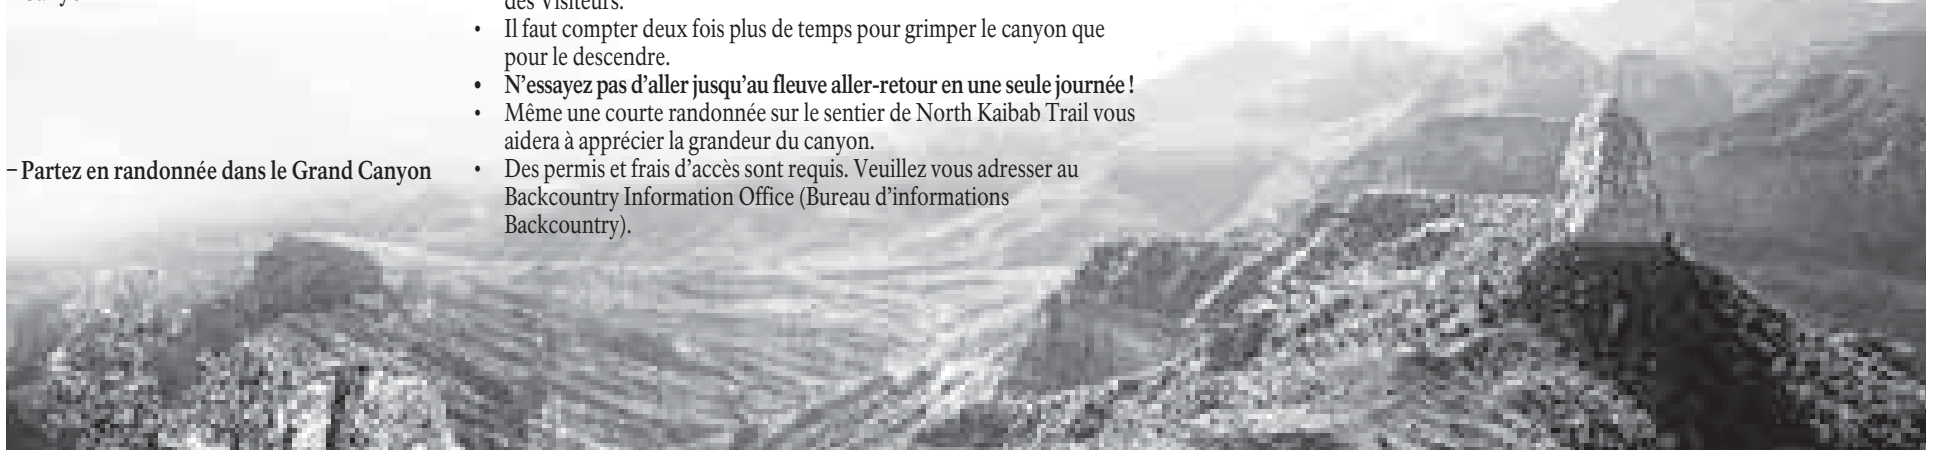 des Visiteurs.
• Il faut compter deux fois plus de temps pour grimper le canyon que
pour le descendre.
• N'essayez pas d'aller jusqu'au fleuve aller-retour en une seule journée !
• Même une courte randonnée sur le sentier de North Kaibab Trail vous
aidera à apprécier la grandeur du canyon.
– Partez en randonnée dans le Grand Canyon
• Des permis et frais d'accès sont requis. Veuillez vous adresser au
Backcountry Information Office (Bureau d'informations
Backcountry).